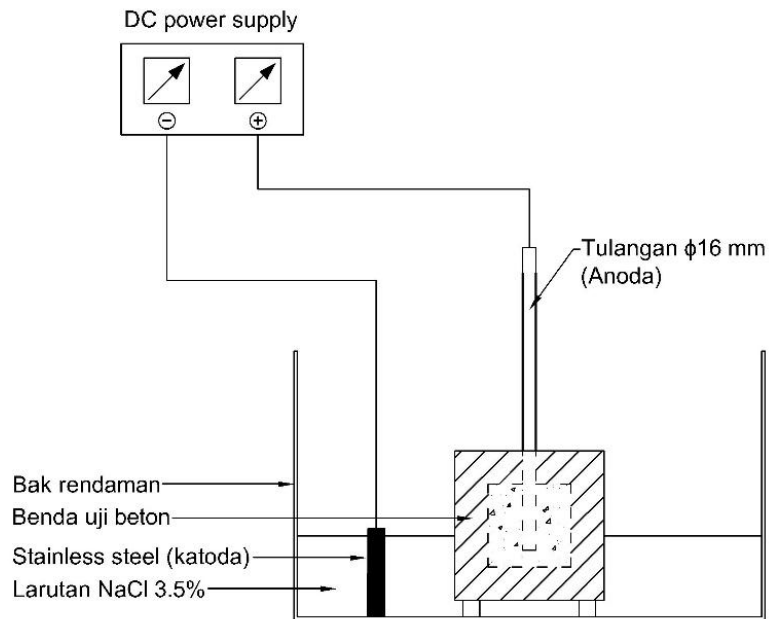 DC power supply
−
+
Tulangan ϕ16 mm
(Anoda)
Bak rendaman
Benda uji beton
Stainless steel (katoda)
Larutan NaCl 3.5%